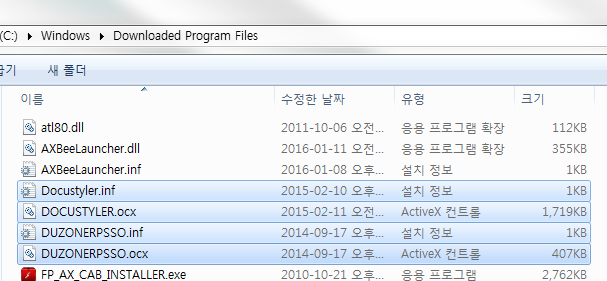 (C:) ▸ Windows ▸ Downloaded Program Files
굽기 새 폴더
이름 수정한 날짜 유형 크기
atl80.dll 2011-10-06 오전... 응용 프로그램 확장 112KB
AXBeeLauncher.dll 2016-01-11 오전... 응용 프로그램 확장 355KB
AXBeeLauncher.inf 2016-01-08 오후... 설치 정보 1KB
Docustyler.inf 2015-02-10 오후... 설치 정보 1KB
DOCUSTYLER.ocx 2015-02-11 오전... ActiveX 컨트롤 1,719KB
DUZONERPSSO.inf 2014-09-17 오후... 설치 정보 1KB
DUZONERPSSO.ocx 2014-09-17 오후... ActiveX 컨트롤 407KB
FP_AX_CAB_INSTALLER.exe 2010-10-21 오후... 응용 프로그램 2,762KB